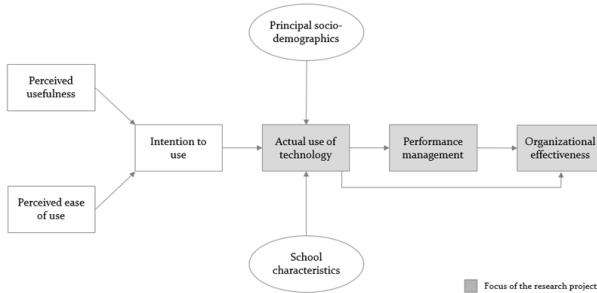 Principal socio-
demographics
Perceived
usefulness
Intention to
use
Actual use of
technology
Performance
management
Organizational
effectiveness
Perceived ease
of use
School
characteristics
Focus of the research project